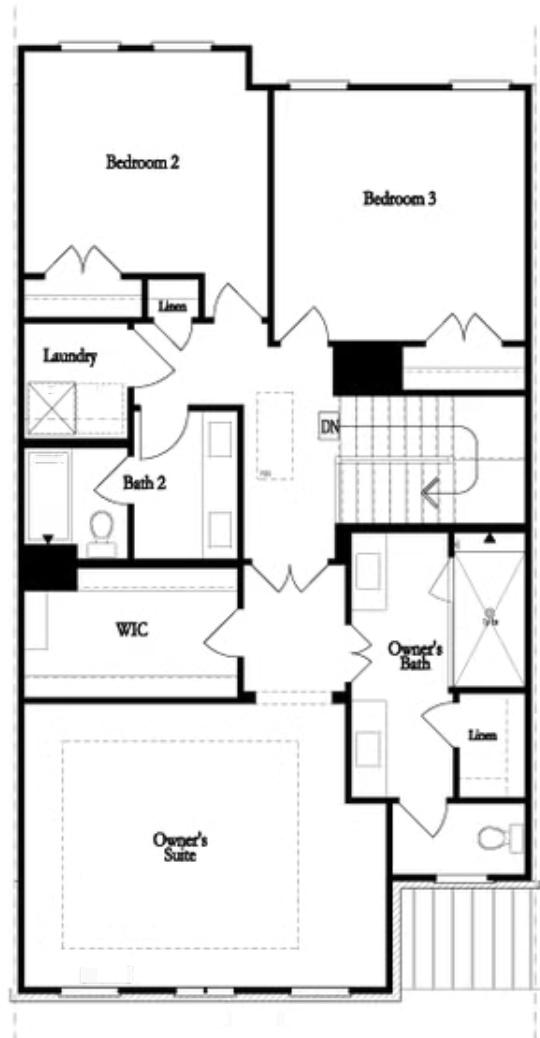 Bedroom 2
Bedroom 3
Linen
Laundry
DN
Bath 2
WIC
Owner's
Bath
Linen
Owner's
Suite